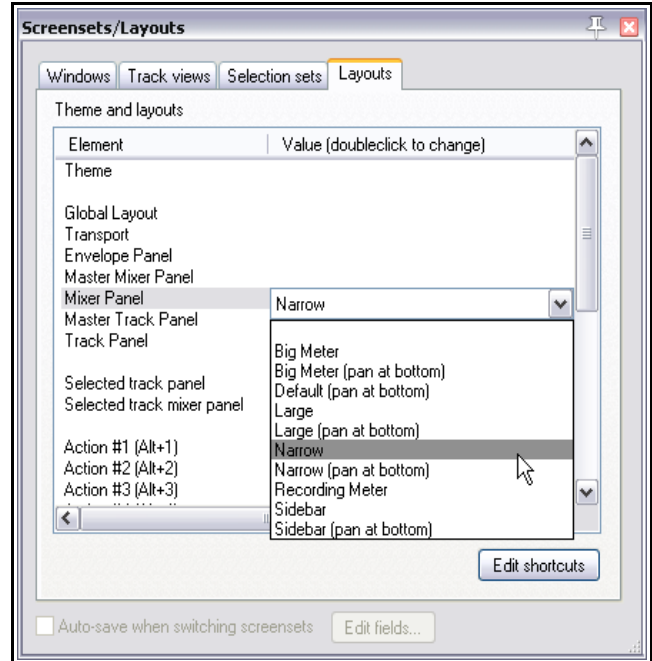 Screensets/Layouts
Windows Track views Selection sets Layouts
Theme and layouts
Element Value (doubleclick to change)
Theme
Global Layout
Transport
Envelope Panel
Master Mixer Panel
Mixer Panel Narrow
Master Track Panel
Track Panel
Selected track panel
Selected track mixer panel
Action #1 (Alt+1)
Action #2 (Alt+2)
Action #3 (Alt+3)
Big Meter
Big Meter (pan at bottom)
Default (pan at bottom)
Large
Large (pan at bottom)
Narrow
Narrow (pan at bottom)
Recording Meter
Sidebar
Sidebar (pan at bottom)
Edit shortcuts
Auto-save when switching screensets Edit fields...